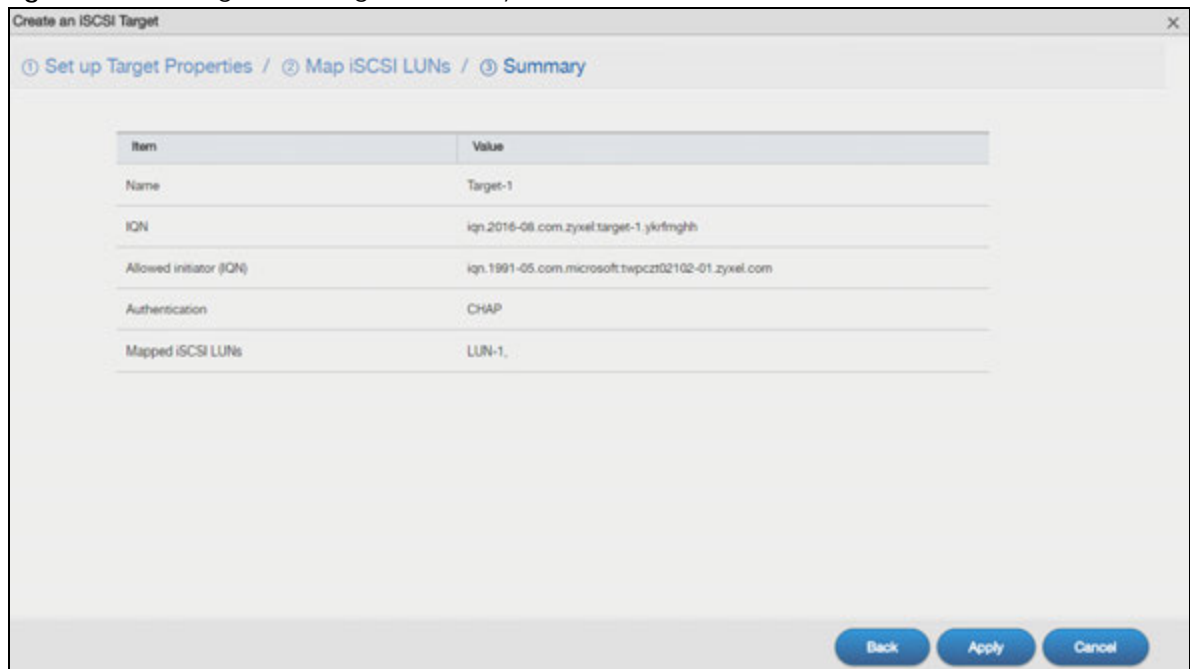 Create an iSCSI Target
① Set up Target Properties / ② Map iSCSI LUNs / ③ Summary
Item Value
Name Target-1
IQN iqn.2016-08.com.zyxel:target-1.ykrfmghh
Allowed initiator (IQN) iqn.1991-05.com.microsoft:twpczt02102-01.zyxel.com
Authentication CHAP
Mapped iSCSI LUNs LUN-1,
Back Apply Cancel